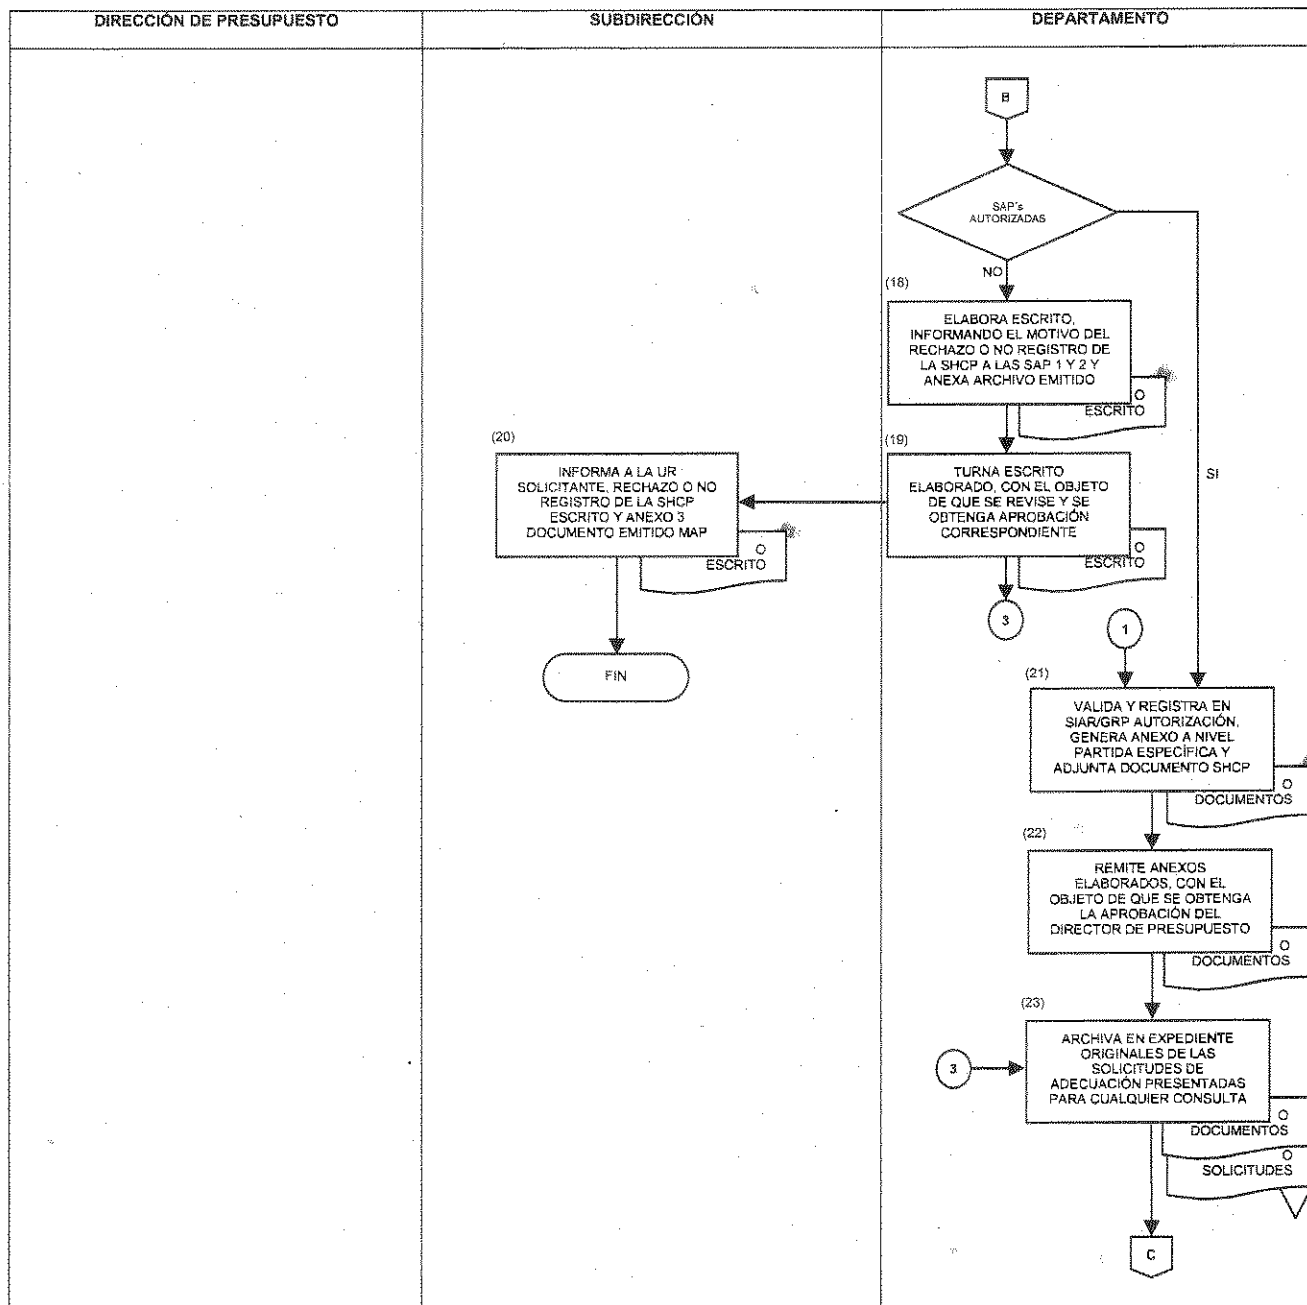 DIRECCIÓN DE PRESUPUESTO
SUBDIRECCIÓN
DEPARTAMENTO
B
SAP's
AUTORIZADAS
NO
SI
(18)
ELABORA ESCRITO,
INFORMANDO EL MOTIVO DEL
RECHAZO O NO REGISTRO DE
LA SHCP A LAS SAP 1 Y 2 Y
ANEXA ARCHIVO EMITIDO
O
ESCRITO
(19)
TURNA ESCRITO
ELABORADO, CON EL OBJETO
DE QUE SE REVISE Y SE
OBTENGA APROBACIÓN
CORRESPONDIENTE
O
ESCRITO
3
(20)
INFORMA A LA UR
SOLICITANTE, RECHAZO O NO
REGISTRO DE LA SHCP
ESCRITO Y ANEXO 3
DOCUMENTO EMITIDO MAP
O
ESCRITO
FIN
1
(21)
VALIDA Y REGISTRA EN
SIAR/GRP AUTORIZACIÓN,
GENERA ANEXO A NIVEL
PARTIDA ESPECÍFICA Y
ADJUNTA DOCUMENTO SHCP
O
DOCUMENTOS
(22)
REMITE ANEXOS
ELABORADOS, CON EL
OBJETO DE QUE SE OBTENGA
LA APROBACIÓN DEL
DIRECTOR DE PRESUPUESTO
O
DOCUMENTOS
(23)
3
ARCHIVA EN EXPEDIENTE
ORIGINALES DE LAS
SOLICITUDES DE
ADECUACIÓN PRESENTADAS
PARA CUALQUIER CONSULTA
O
DOCUMENTOS
O
SOLICITUDES
C